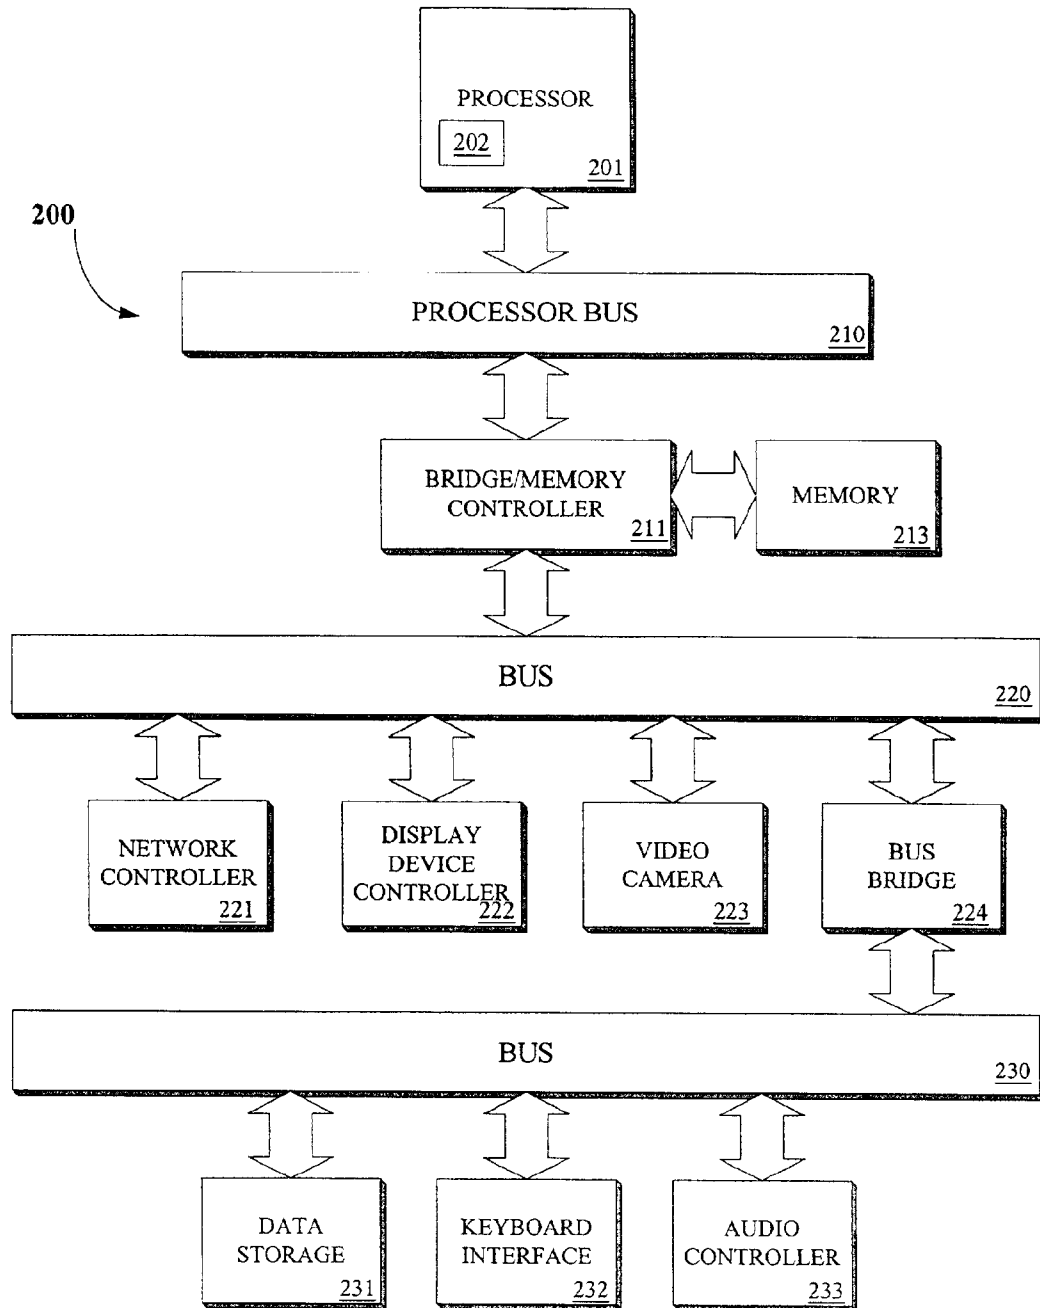 PROCESSOR
202
201
200
PROCESSOR BUS
210
BRIDGE/MEMORY
CONTROLLER
211
MEMORY
213
BUS
220
NETWORK
CONTROLLER
221
DISPLAY
DEVICE
CONTROLLER
222
VIDEO
CAMERA
223
BUS
BRIDGE
224
BUS
230
DATA
STORAGE
231
KEYBOARD
INTERFACE
232
AUDIO
CONTROLLER
233